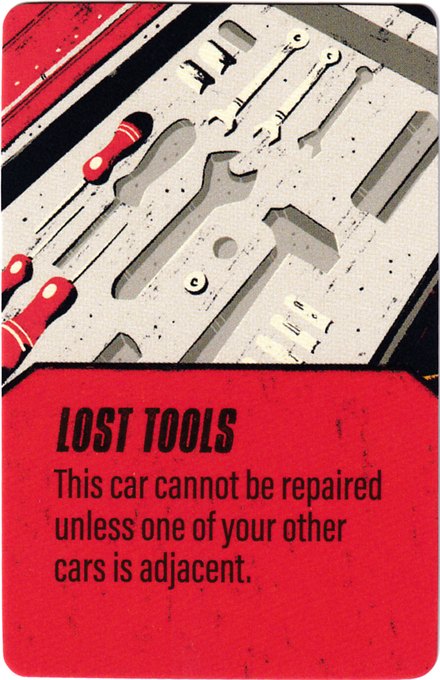 LOST TOOLS
This car cannot be repaired
unless one of your other
cars is adjacent.